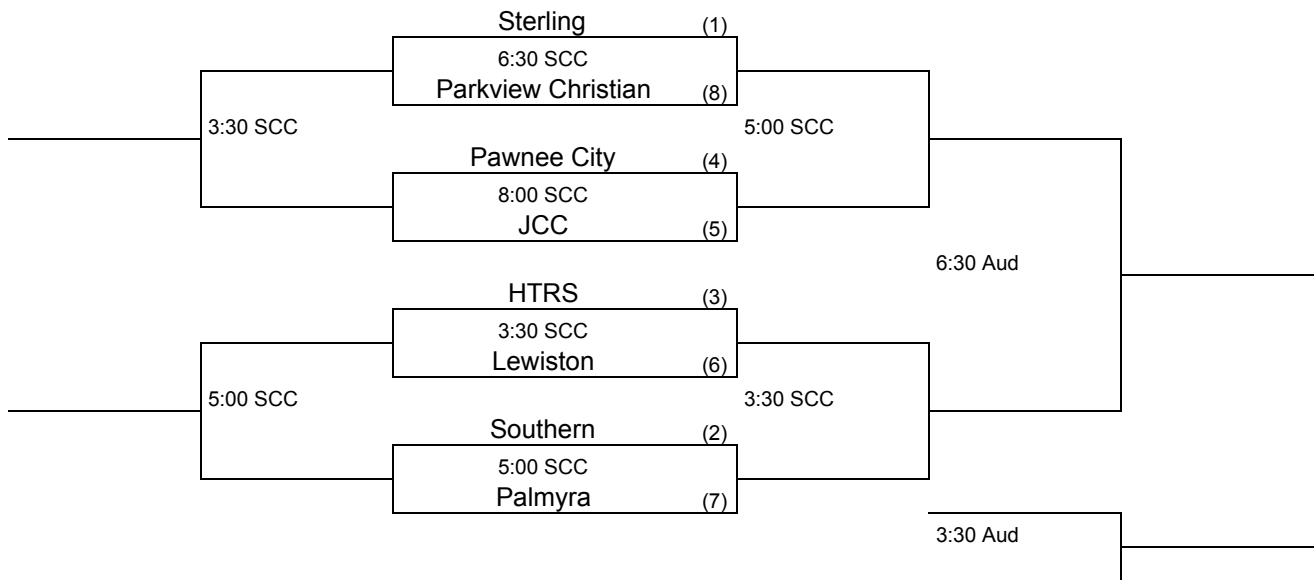 Sterling (1)
6:30 SCC
Parkview Christian (8)
3:30 SCC
5:00 SCC
Pawnee City (4)
8:00 SCC
JCC (5)
6:30 Aud
HTRS (3)
3:30 SCC
Lewiston (6)
5:00 SCC
3:30 SCC
Southern (2)
5:00 SCC
Palmyra (7)
3:30 Aud